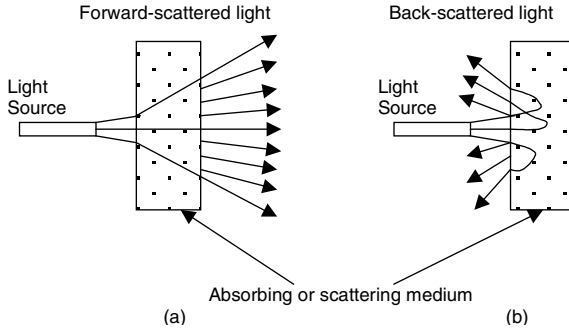 Forward-scattered light
Back-scattered light
Light
Source
Light
Source
Absorbing or scattering medium
(a)
(b)